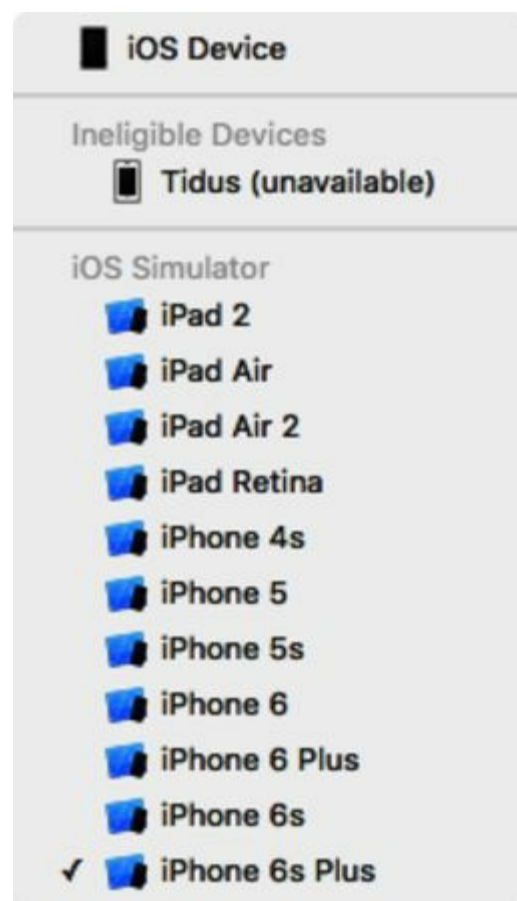 iOS Device
Ineligible Devices
Tidus (unavailable)
iOS Simulator
iPad 2
iPad Air
iPad Air 2
iPad Retina
iPhone 4s
iPhone 5
iPhone 5s
iPhone 6
iPhone 6 Plus
iPhone 6s
✓ iPhone 6s Plus